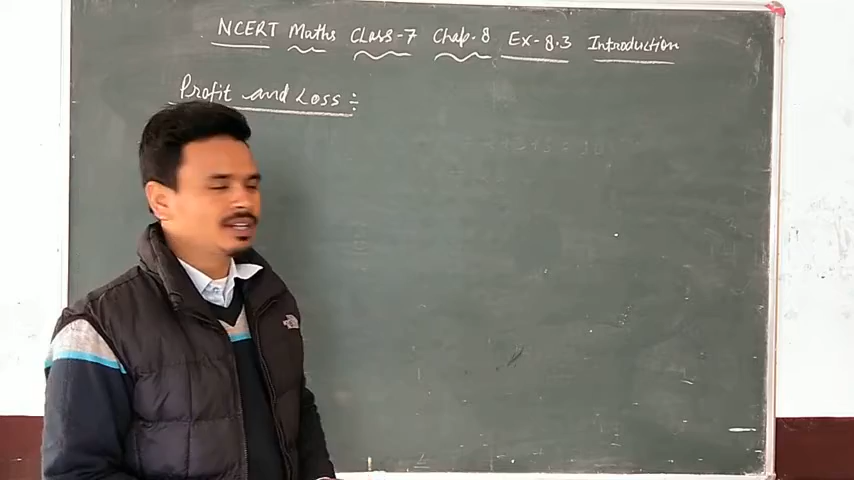 NCERT Maths Class-7 Chap. 8 Ex-8.3 Introduction
Profit and Loss ÷